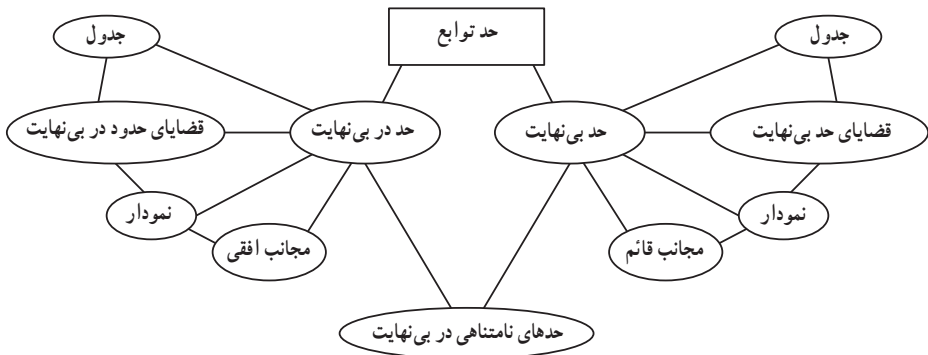 حد توابع
جدول
جدول
قضایای حد بی‌نهایت
حد بی‌نهایت
حد در بی‌نهایت
قضایای حدود در بی‌نهایت
نمودار
مجانب قائم
مجانب افقی
نمودار
حدهای نامتناهی در بی‌نهایت